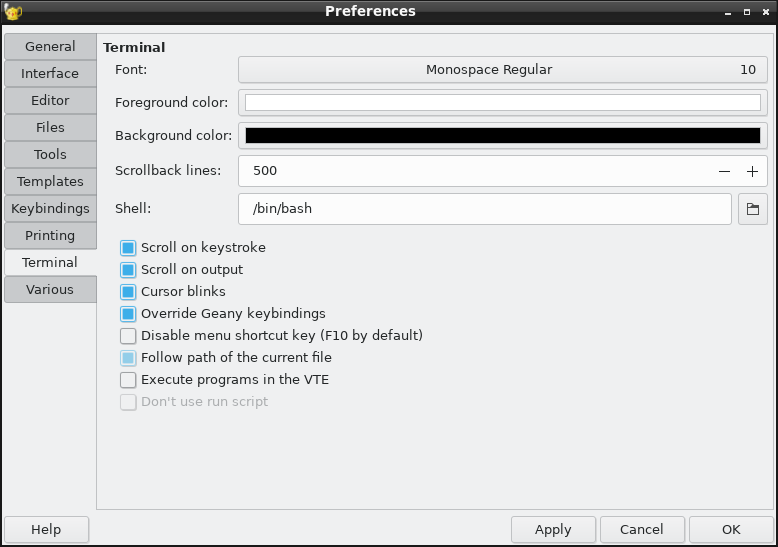 Preferences
General
Interface
Editor
Files
Tools
Templates
Keybindings
Printing
Terminal
Various
Terminal
Font: Monospace Regular 10
Foreground color:
Background color:
Scrollback lines: 500
Shell: /bin/bash
Scroll on keystroke
Scroll on output
Cursor blinks
Override Geany keybindings
Disable menu shortcut key (F10 by default)
Follow path of the current file
Execute programs in the VTE
Don't use run script
Help Apply Cancel OK